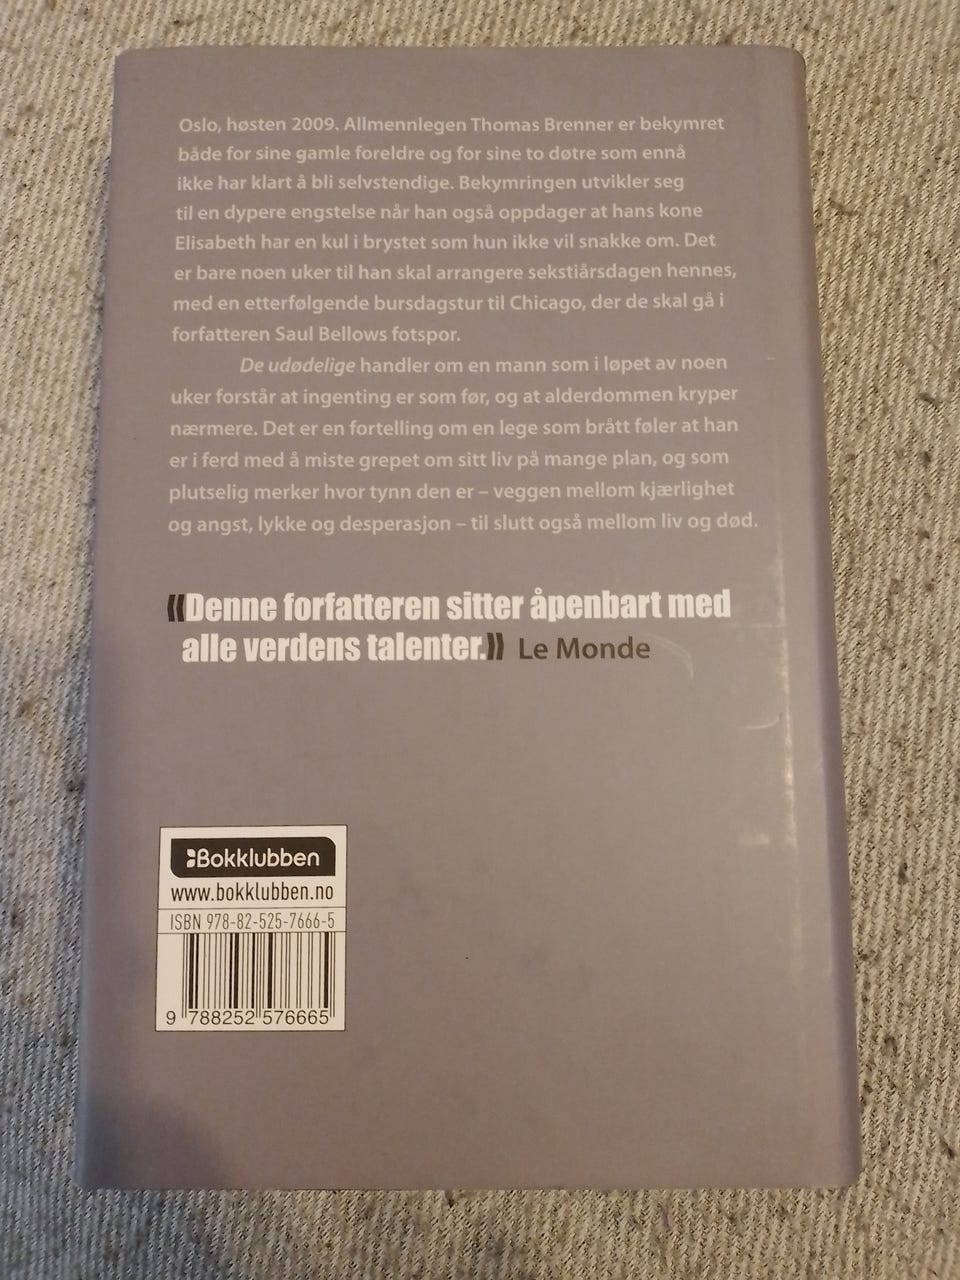 Oslo, høsten 2009. Allmennlegen Thomas Brenner er bekymret
både for sine gamle foreldre og for sine to døtre som ennå
ikke har klart å bli selvstendige. Bekymringen utvikler seg
til en dypere engstelse når han også oppdager at hans kone
Elisabeth har en kul i brystet som hun ikke vil snakke om. Det
er bare noen uker til han skal arrangere sekstiårsdagen hennes,
med en etterfølgende bursdagstur til Chicago, der de skal gå i
forfatteren Saul Bellows fotspor.
De udødelige handler om en mann som i løpet av noen
uker forstår at ingenting er som før, og at alderdommen kryper
nærmere. Det er en fortelling om en lege som brått føler at han
er i ferd med å miste grepet om sitt liv på mange plan, og som
plutselig merker hvor tynn den er – veggen mellom kjærlighet
og angst, lykke og desperasjon – til slutt også mellom liv og død.
«Denne forfatteren sitter åpenbart med
alle verdens talenter.» Le Monde
Bokklubben
www.bokklubben.no
ISBN 978-82-525-7666-5
9 788252 576665